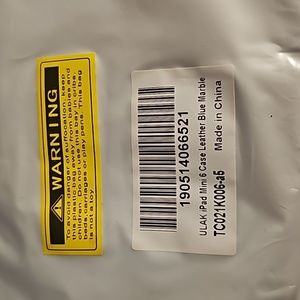 WARNING
To avoid danger of suffocation, keep
this plastic bag away from babies and
children. Do not use this bag in cribs,
beds, carriages or play pens. This bag
is not a toy.
190514066521
ULAK iPad Mini 6 Case Leather Blue Marble
TC021K006-a5 Made in China